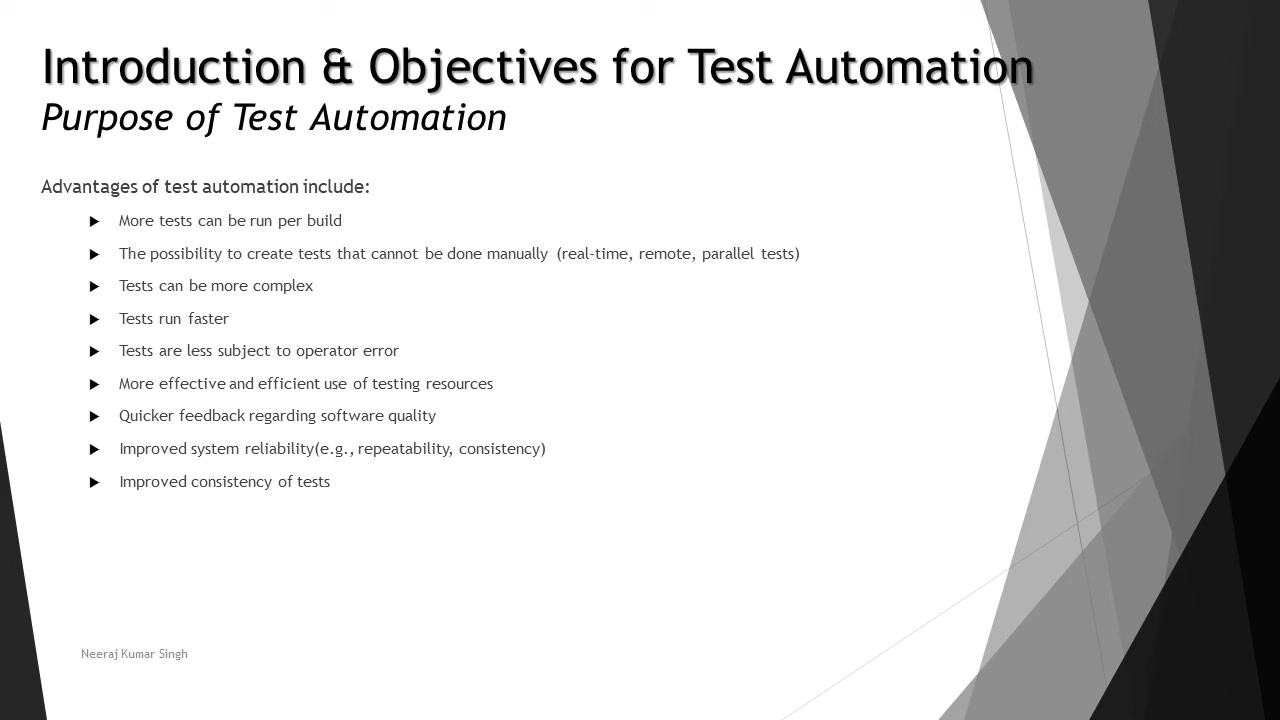 Introduction & Objectives for Test Automation
Purpose of Test Automation
Advantages of test automation include:
More tests can be run per build
The possibility to create tests that cannot be done manually (real-time, remote, parallel tests)
Tests can be more complex
Tests run faster
Tests are less subject to operator error
More effective and efficient use of testing resources
Quicker feedback regarding software quality
Improved system reliability(e.g., repeatability, consistency)
Improved consistency of tests
Neeraj Kumar Singh